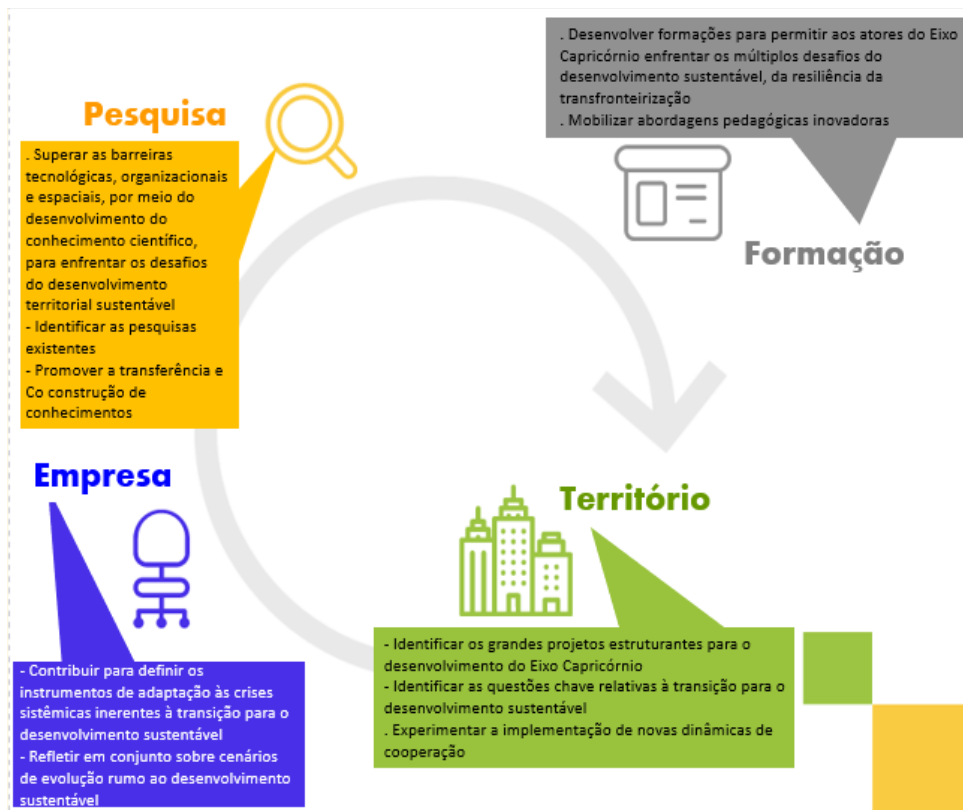 Pesquisa
. Superar as barreiras
tecnológicas, organizacionais
e espaciais, por meio do
desenvolvimento do
conhecimento científico,
para enfrentar os desafios
do desenvolvimento
territorial sustentável
- Identificar as pesquisas
existentes
- Promover a transferência e
Co construção de
conhecimentos
. Desenvolver formações para permitir aos atores do Eixo
Capricórnio enfrentar os múltiplos desafios do
desenvolvimento sustentável, da resiliência da
transfronteirização
. Mobilizar abordagens pedagógicas inovadoras
Formação
Empresa
- Contribuir para definir os
instrumentos de adaptação às crises
sistêmicas inerentes à transição para o
desenvolvimento sustentável
- Refletir em conjunto sobre cenários
de evolução rumo ao desenvolvimento
sustentável
Território
- Identificar os grandes projetos estruturantes para o
desenvolvimento do Eixo Capricórnio
- Identificar as questões chave relativas à transição para o
desenvolvimento sustentável
. Experimentar a implementação de novas dinâmicas de
cooperação